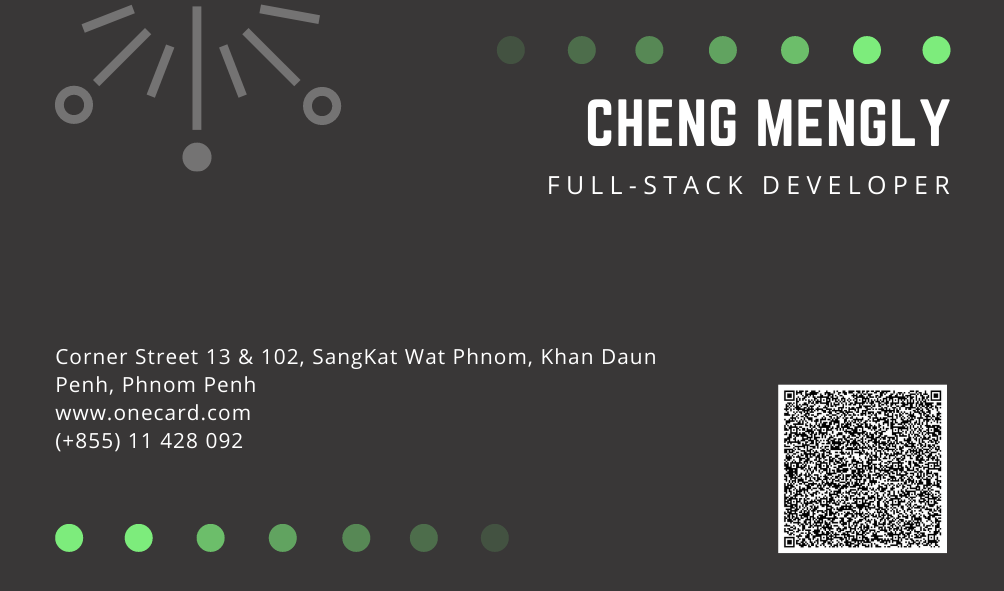 CHENG MENGLY
FULL-STACK DEVELOPER
Corner Street 13 & 102, SangKat Wat Phnom, Khan Daun
Penh, Phnom Penh
www.onecard.com
(+855) 11 428 092